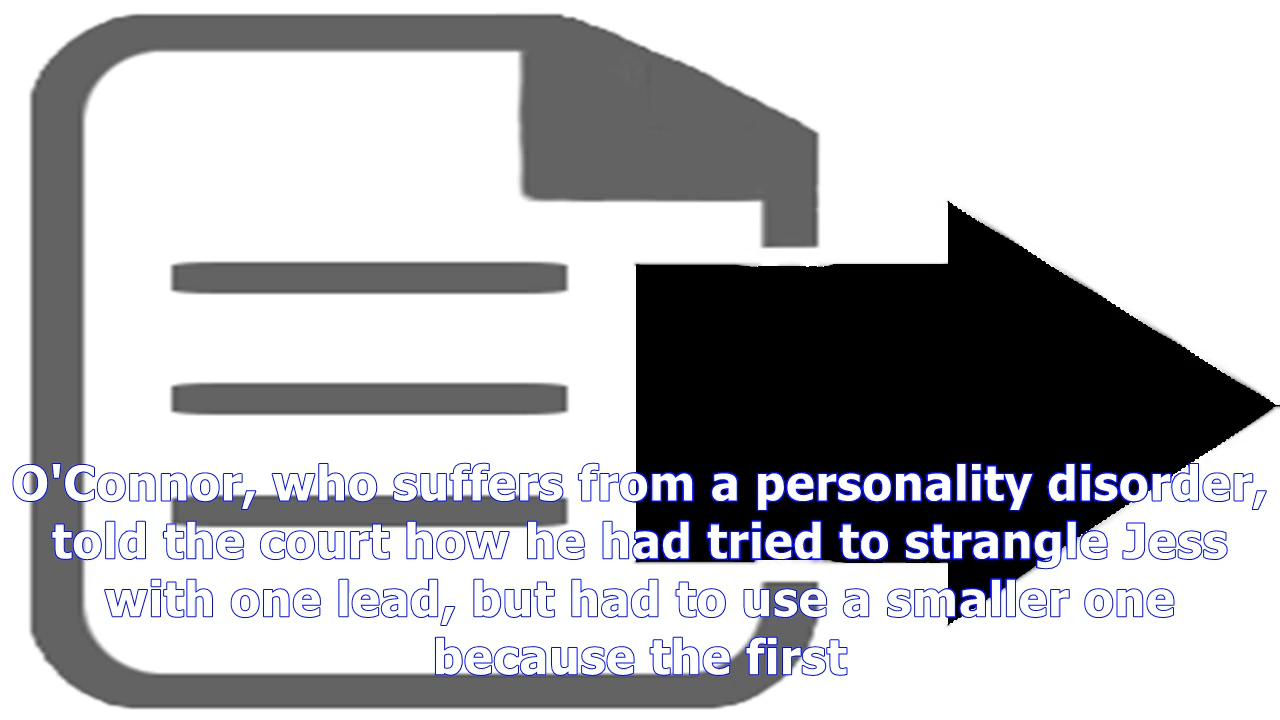 O'Connor, who suffers from a personality disorder,
told the court how he had tried to strangle Jess
with one lead, but had to use a smaller one
because the first